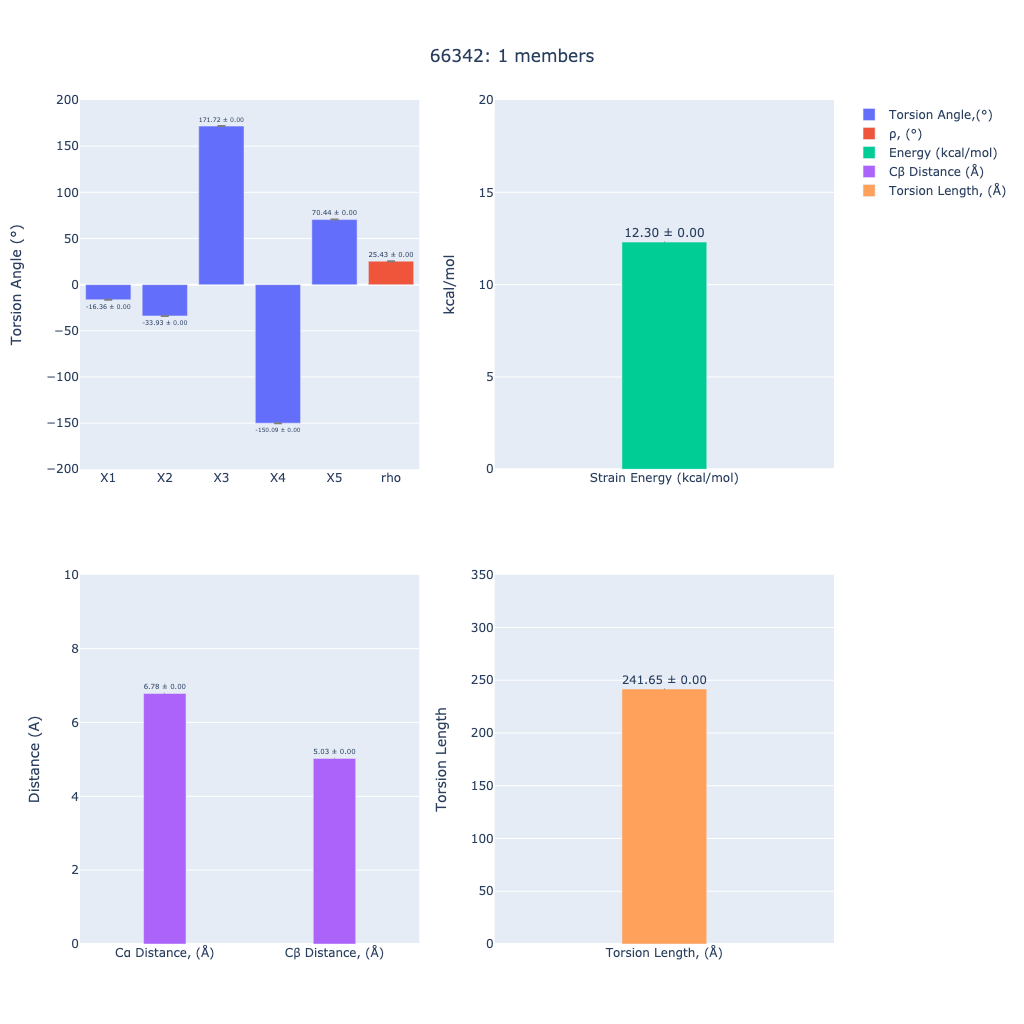 66342: 1 members
Torsion Angle (°)
200
150
100
50
0
−50
−100
−150
−200
171.72 ± 0.00
70.44 ± 0.00
25.43 ± 0.00
-16.36 ± 0.00
-33.93 ± 0.00
-150.09 ± 0.00
X1 X2 X3 X4 X5 rho
kcal/mol
20
15
10
5
0
12.30 ± 0.00
Strain Energy (kcal/mol)
Torsion Angle,(°)
ρ, (°)
Energy (kcal/mol)
Cβ Distance (Å)
Torsion Length, (Å)
Distance (A)
10
8
6
4
2
0
6.78 ± 0.00
5.03 ± 0.00
Cα Distance, (Å) Cβ Distance, (Å)
Torsion Length
350
300
250
200
150
100
50
0
241.65 ± 0.00
Torsion Length, (Å)